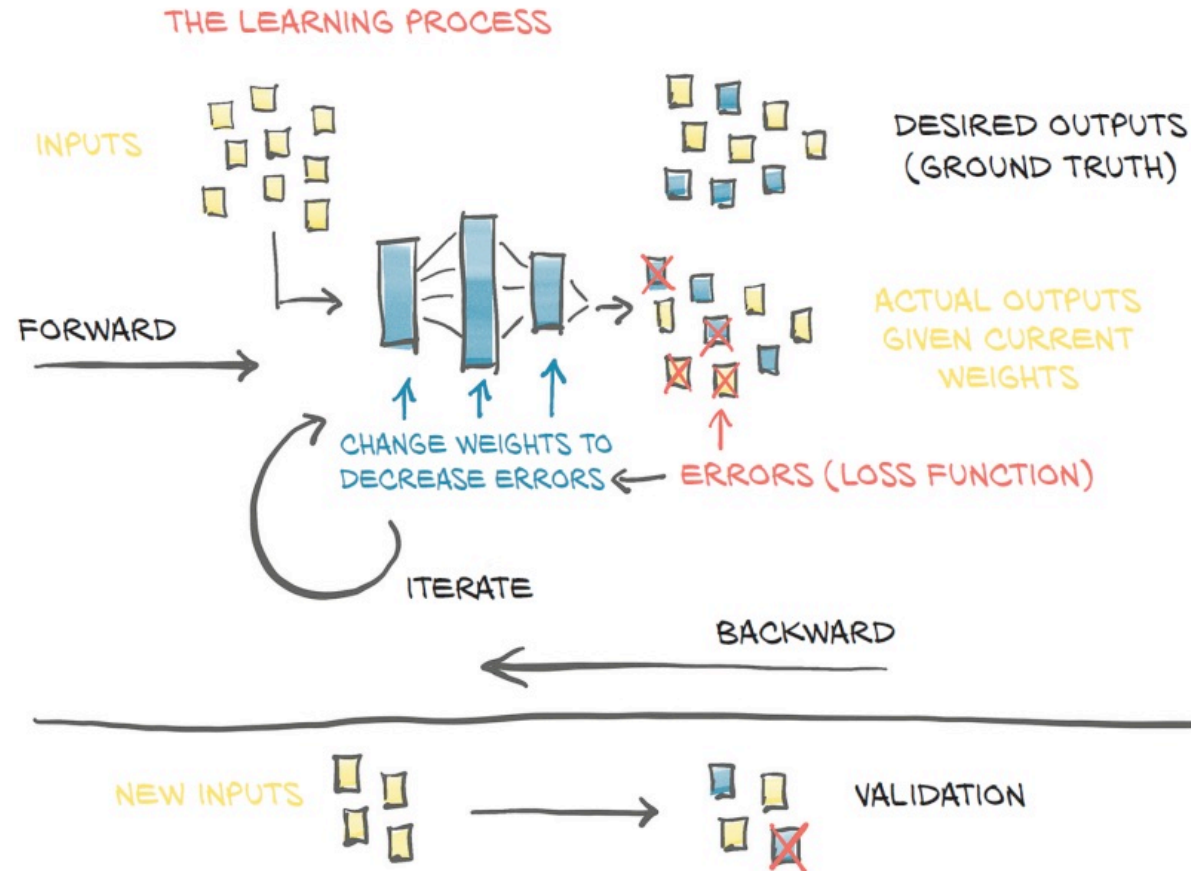 THE LEARNING PROCESS
INPUTS
DESIRED OUTPUTS
(GROUND TRUTH)
FORWARD
ACTUAL OUTPUTS
GIVEN CURRENT
WEIGHTS
CHANGE WEIGHTS TO
DECREASE ERRORS
ERRORS (LOSS FUNCTION)
ITERATE
BACKWARD
NEW INPUTS
VALIDATION